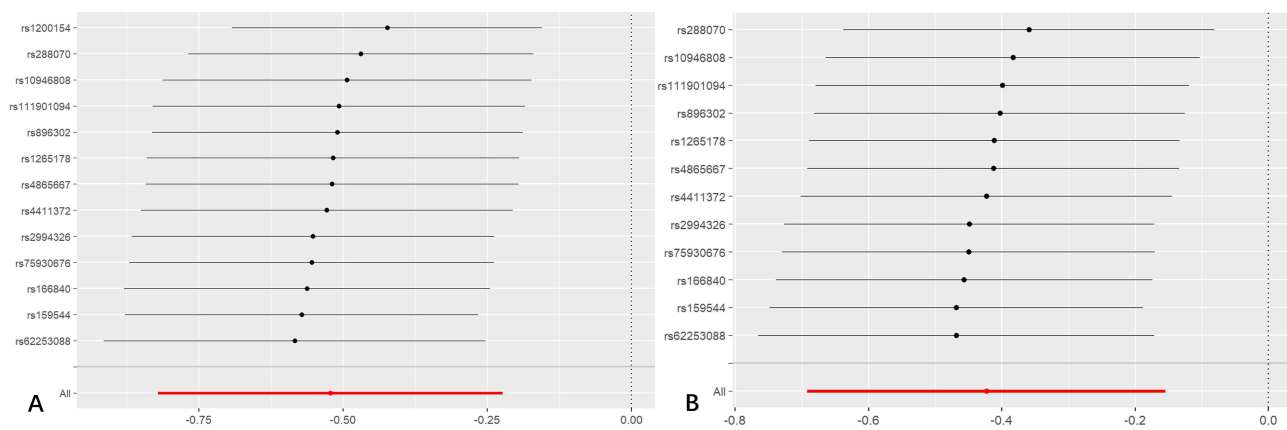 rs1200154
rs288070
rs10946808
rs111901094
rs896302
rs1265178
rs4865667
rs4411372
rs2994326
rs75930676
rs166840
rs159544
rs62253088
All
A
-0.75
-0.50
-0.25
0.00
rs288070
rs10946808
rs111901094
rs896302
rs1265178
rs4865667
rs4411372
rs2994326
rs75930676
rs166840
rs159544
rs62253088
All
B
-0.8
-0.6
-0.4
-0.2
0.0